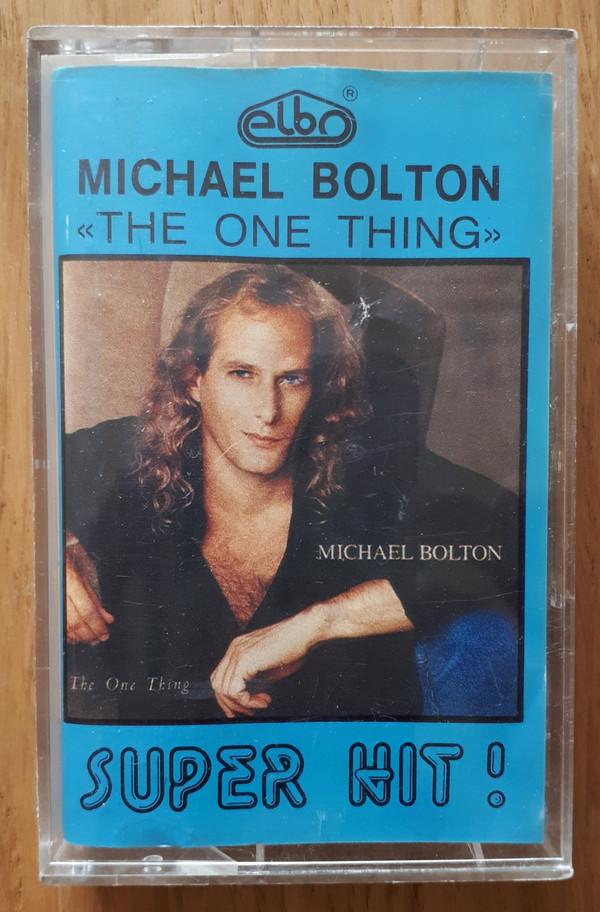 elbo ®
MICHAEL BOLTON
«THE ONE THING»
MICHAEL BOLTON
The One Thing
SUPER HIT!